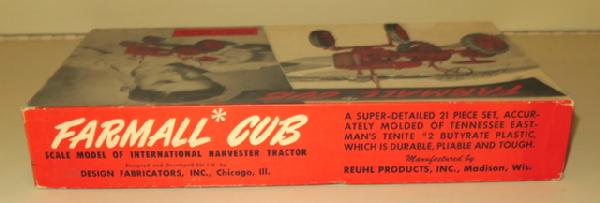 FARMALL* CUB
FARMALL* CUB
SCALE MODEL OF INTERNATIONAL HARVESTER TRACTOR
Designed and Developed for I.H. by
DESIGN FABRICATORS, INC., Chicago, Ill.
A SUPER-DETAILED 21 PIECE SET, ACCUR-
ATELY MOLDED OF TENNESSEE EAST-
MAN'S TENITE #2 BUTYRATE PLASTIC,
WHICH IS DURABLE, PLIABLE AND TOUGH.
Manufactured by
REUHL PRODUCTS, INC., Madison, Wis.